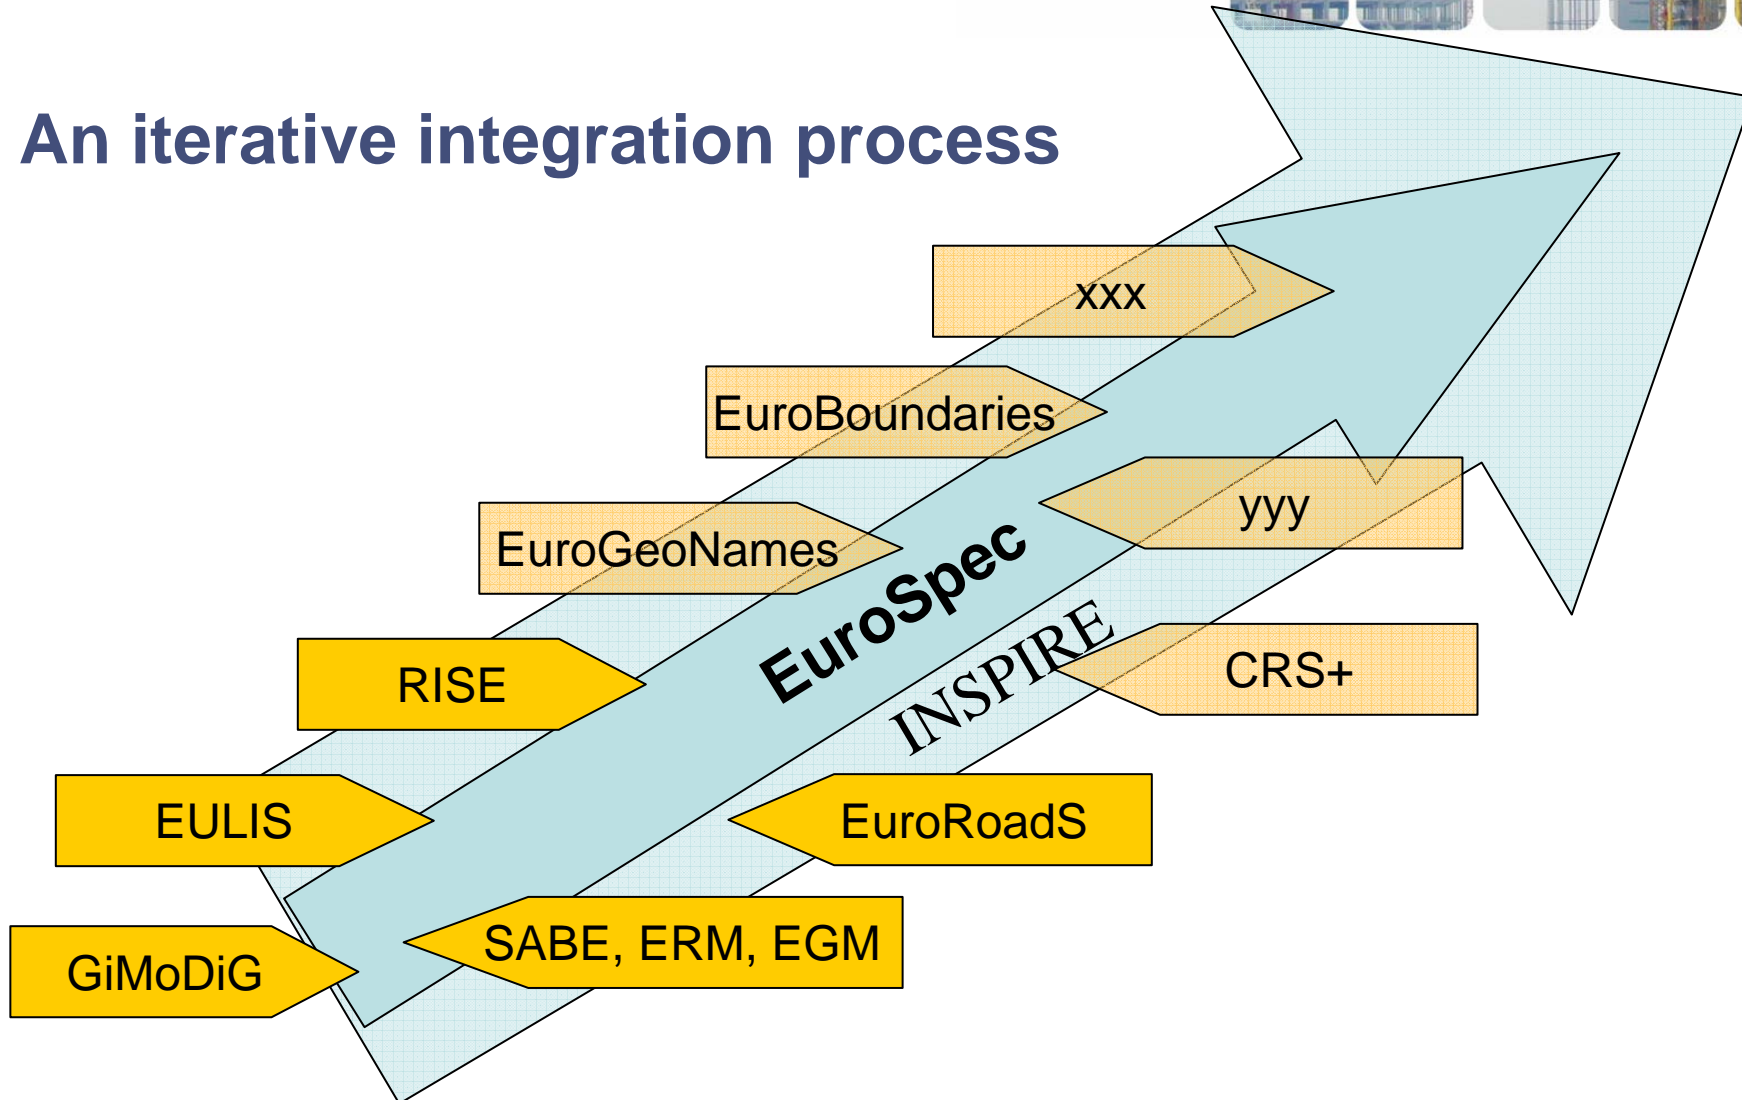 An iterative integration process
xxx
EuroBoundaries
yyy
EuroGeoNames
EuroSpec
INSPIRE
RISE
CRS+
EULIS
EuroRoadS
SABE, ERM, EGM
GiMoDiG